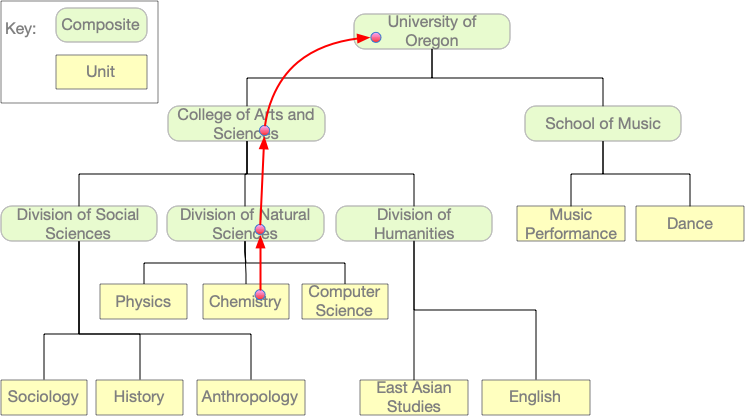 Key:
Composite
Unit
University of
Oregon
College of Arts and
Sciences
School of Music
Division of Social
Sciences
Division of Natural
Sciences
Division of
Humanities
Music
Performance
Dance
Physics
Chemistry
Computer
Science
Sociology
History
Anthropology
East Asian
Studies
English